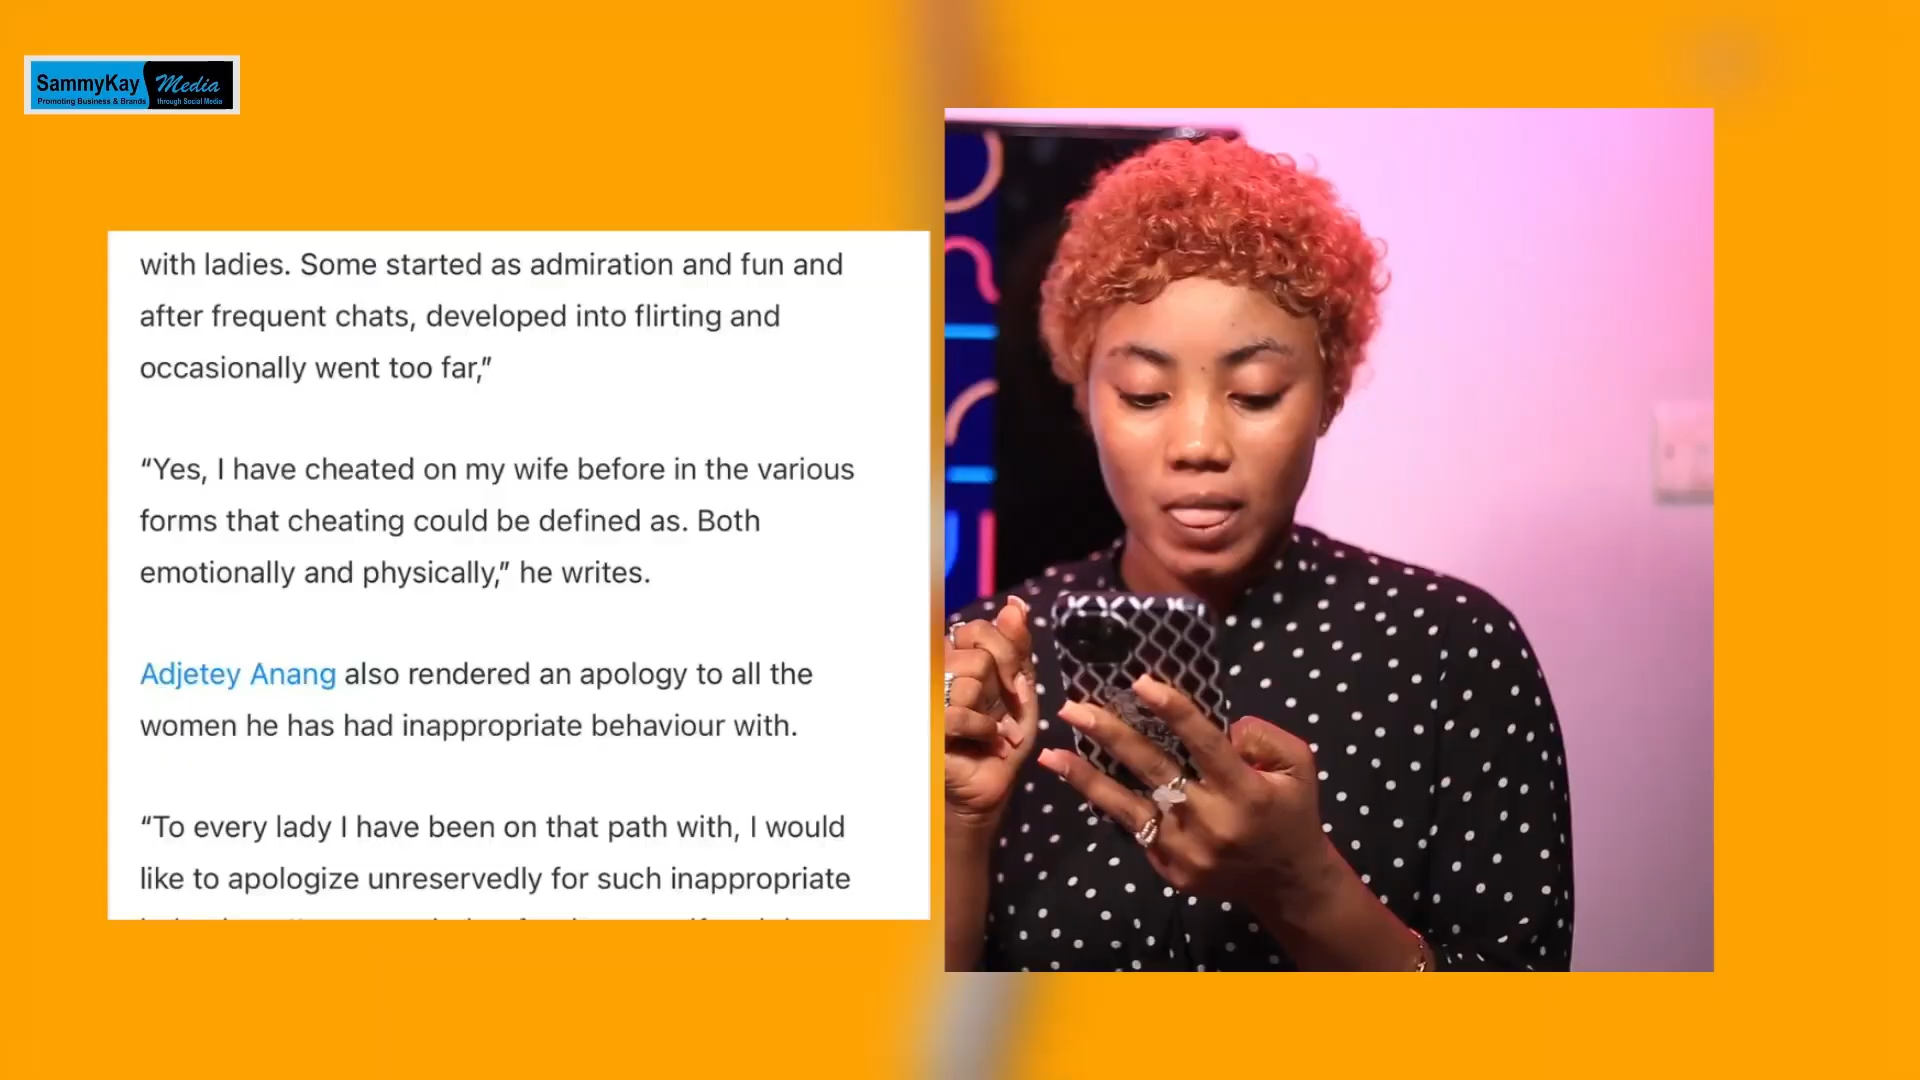 SammyKay Media
Promoting Business & Brands through Social Media
with ladies. Some started as admiration and fun and
after frequent chats, developed into flirting and
occasionally went too far,”
“Yes, I have cheated on my wife before in the various
forms that cheating could be defined as. Both
emotionally and physically,” he writes.
Adjetey Anang also rendered an apology to all the
women he has had inappropriate behaviour with.
“To every lady I have been on that path with, I would
like to apologize unreservedly for such inappropriate